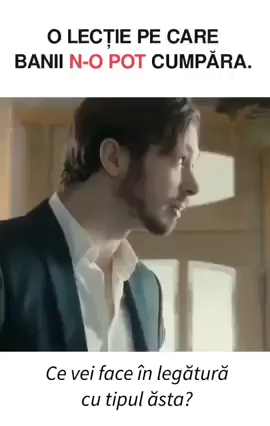 O LECȚIE PE CARE
BANII N-O POT CUMPĂRA.
Ce vei face în legătură
cu tipul ăsta?